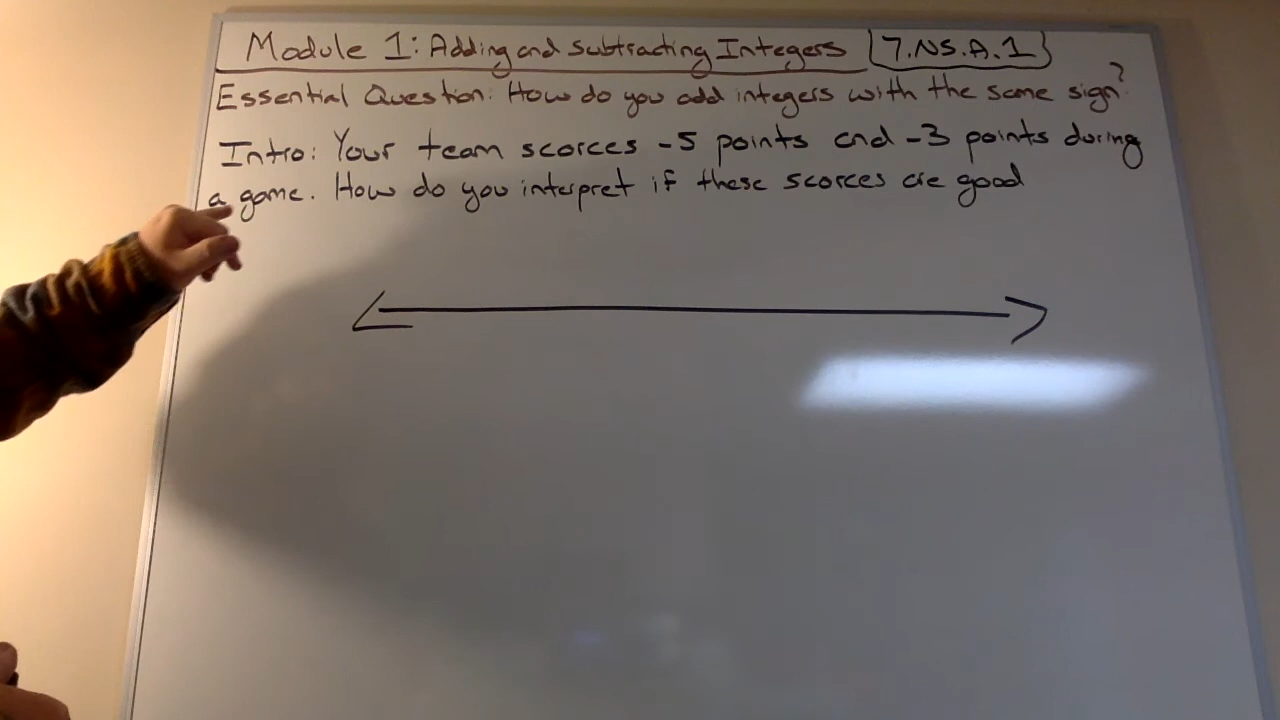 Module 1: Adding and Subtracting Integers 7.NS.A.1
Essential Question: How do you add integers with the same sign?
Intro: Your team scorces -5 points and -3 points during
a game. How do you interpret if these scorces are good